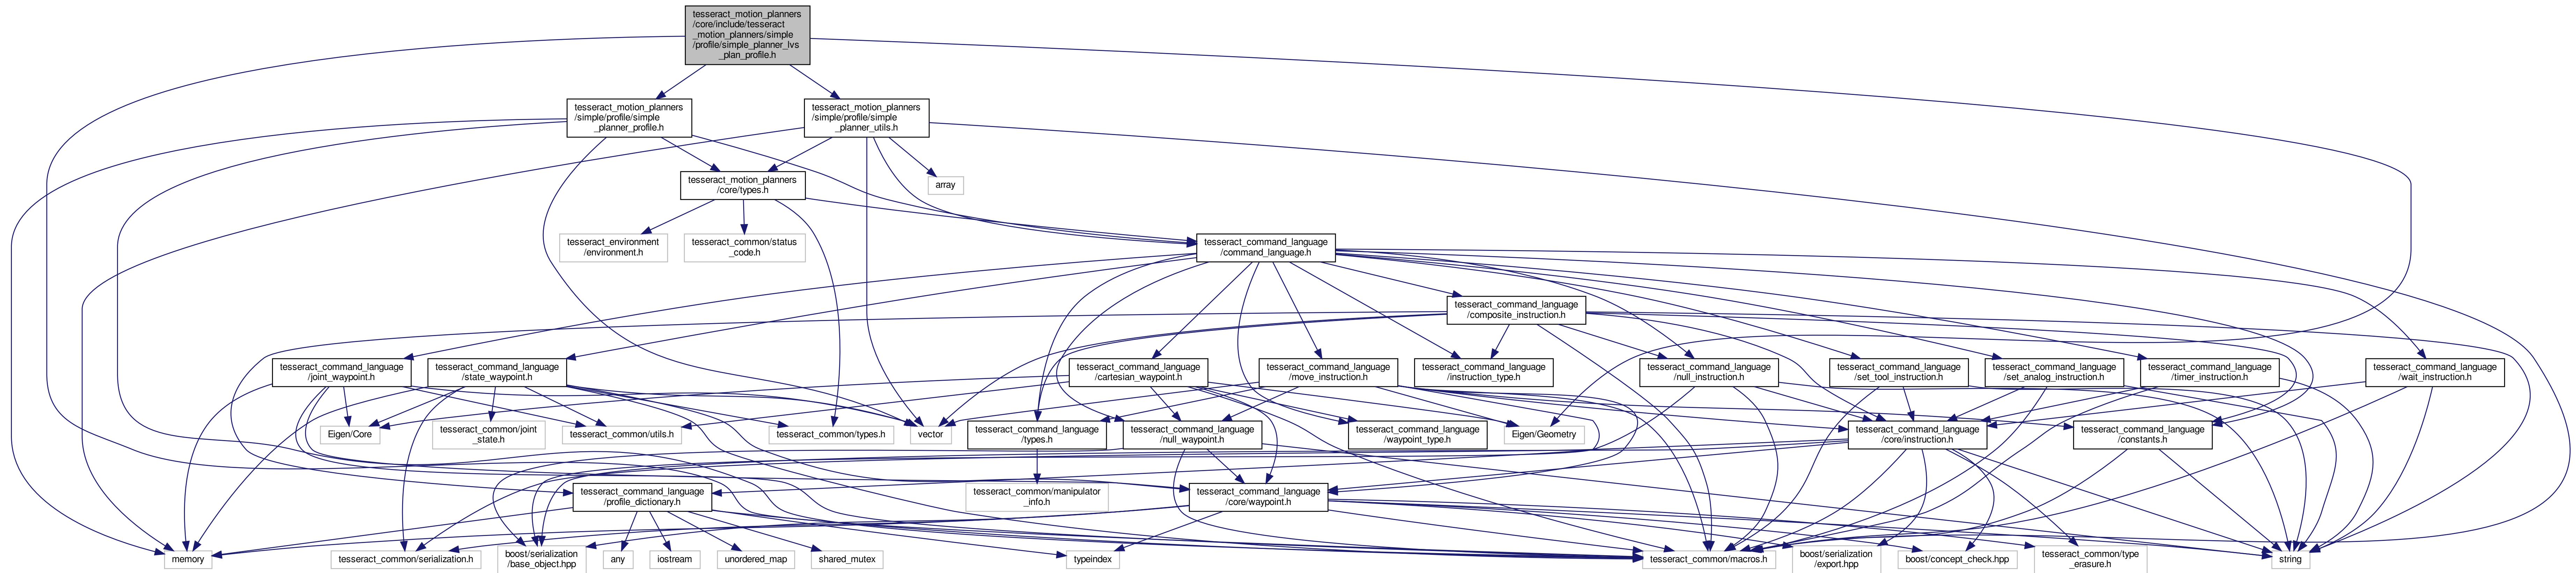 tesseract_motion_planners
/core/include/tesseract
_motion_planners/simple
/profile/simple_planner_lvs
_plan_profile.h
tesseract_motion_planners
/simple/profile/simple
_planner_profile.h
tesseract_motion_planners
/simple/profile/simple
_planner_utils.h
tesseract_motion_planners
/core/types.h
array
tesseract_environment
/environment.h
tesseract_common/status
_code.h
tesseract_command_language
/command_language.h
tesseract_command_language
/composite_instruction.h
tesseract_command_language
/joint_waypoint.h
tesseract_command_language
/state_waypoint.h
tesseract_command_language
/cartesian_waypoint.h
tesseract_command_language
/move_instruction.h
tesseract_command_language
/instruction_type.h
tesseract_command_language
/null_instruction.h
tesseract_command_language
/set_tool_instruction.h
tesseract_command_language
/set_analog_instruction.h
tesseract_command_language
/timer_instruction.h
tesseract_command_language
/wait_instruction.h
Eigen/Core
tesseract_common/joint
_state.h
tesseract_common/utils.h
tesseract_common/types.h
vector
tesseract_command_language
/types.h
tesseract_command_language
/null_waypoint.h
tesseract_command_language
/waypoint_type.h
Eigen/Geometry
tesseract_command_language
/core/instruction.h
tesseract_command_language
/constants.h
tesseract_command_language
/profile_dictionary.h
tesseract_common/manipulator
_info.h
tesseract_command_language
/core/waypoint.h
memory
tesseract_common/serialization.h
boost/serialization
/base_object.hpp
any
iostream
unordered_map
shared_mutex
typeindex
tesseract_common/macros.h
boost/serialization
/export.hpp
boost/concept_check.hpp
tesseract_common/type
_erasure.h
string